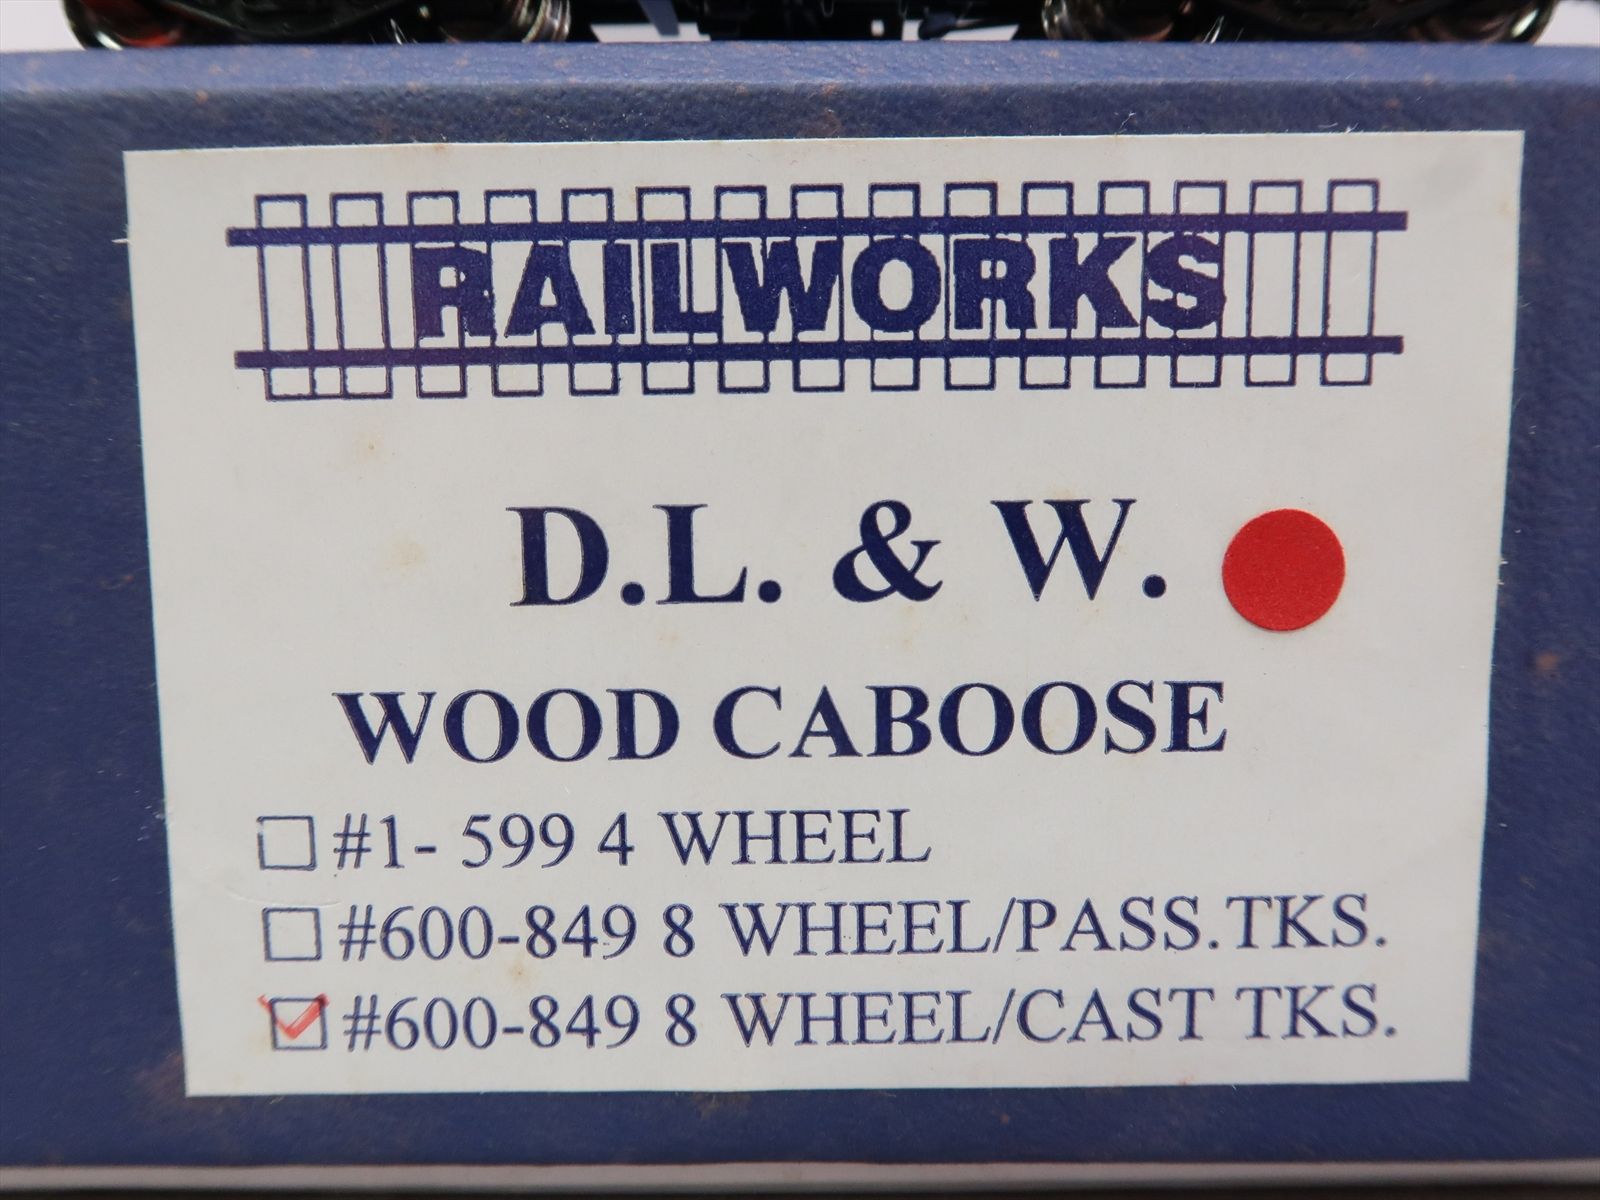 RAILWORKS
D.L. & W.
WOOD CABOOSE
#1- 599 4 WHEEL
#600-849 8 WHEEL/PASS.TKS.
#600-849 8 WHEEL/CAST TKS.